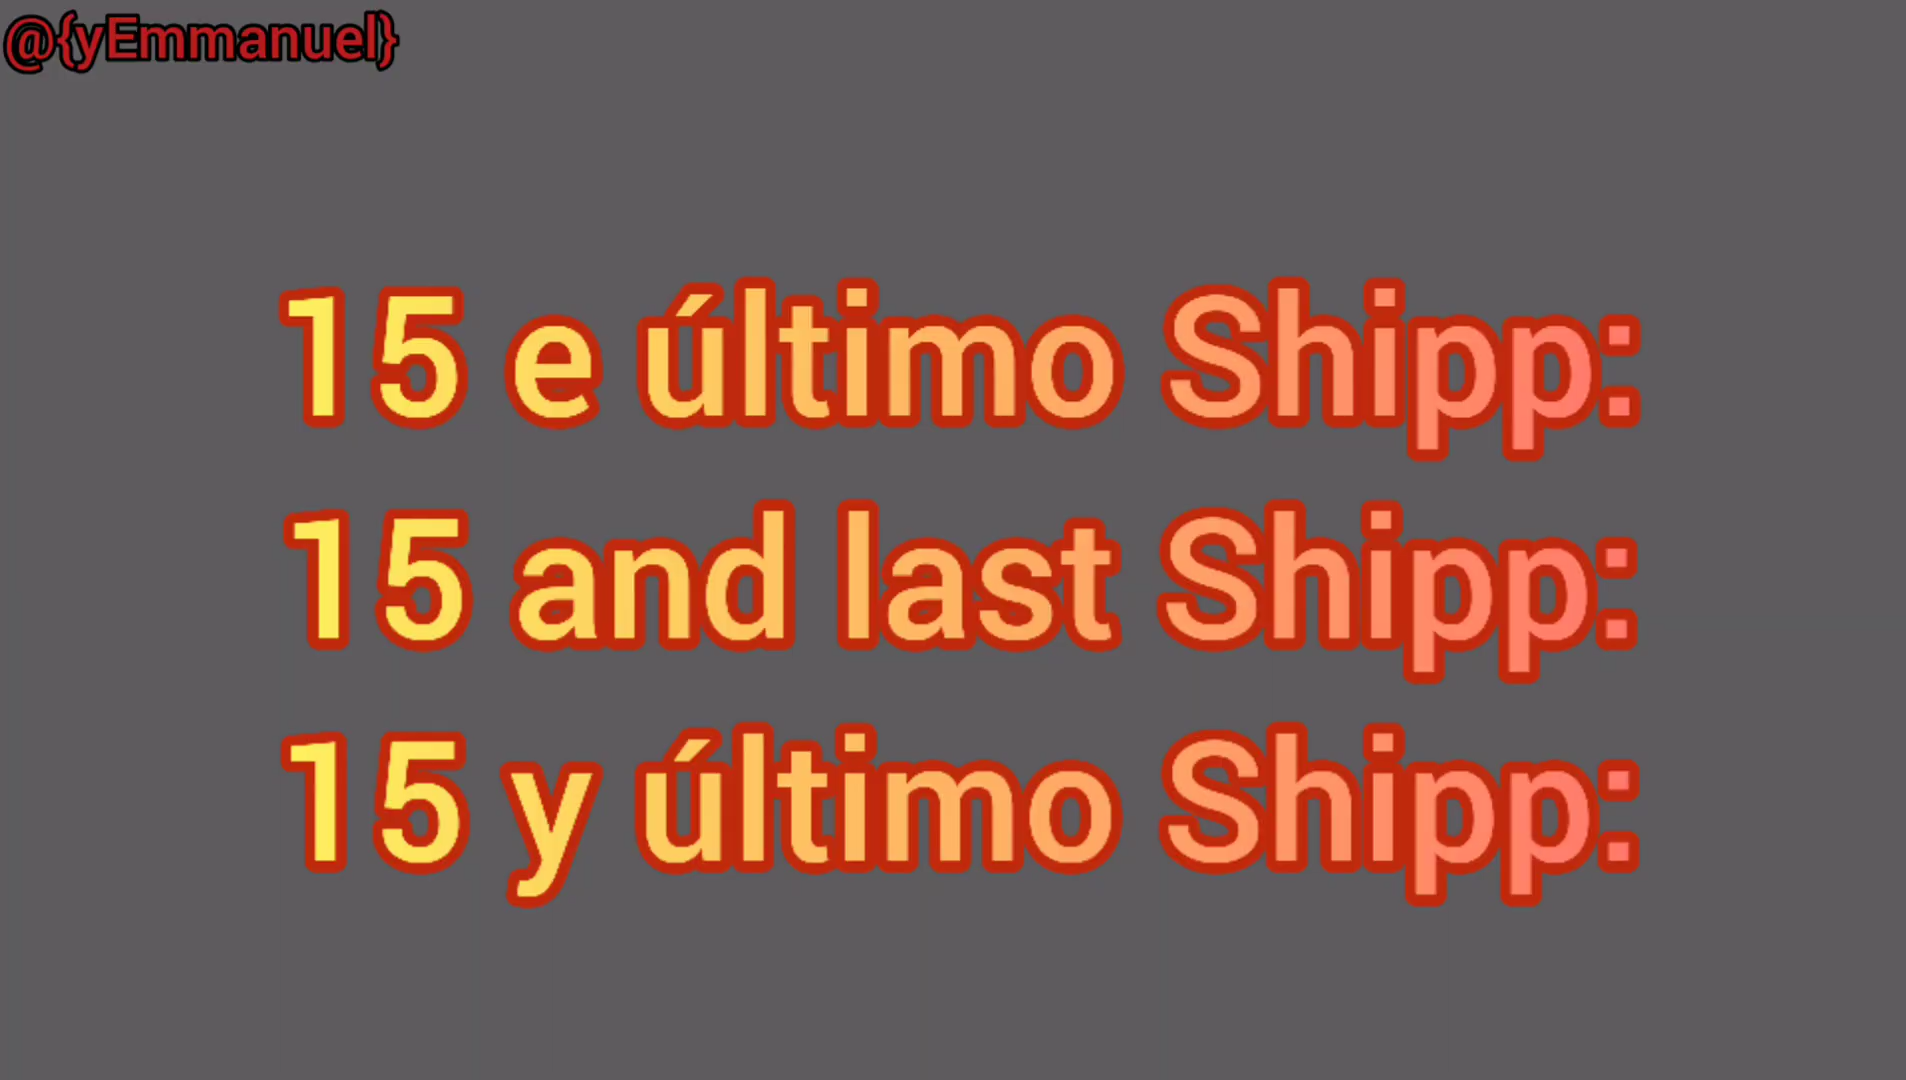 @{yEmmanuel}
15 e último Shipp:
15 and last Shipp:
15 y último Shipp: